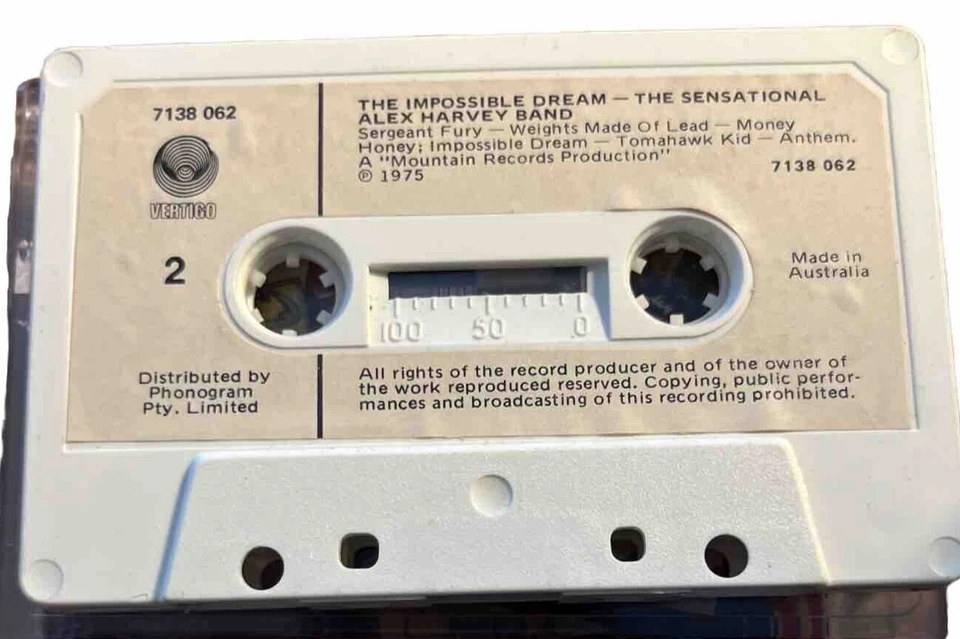 7138 062
VERTIGO
2
THE IMPOSSIBLE DREAM — THE SENSATIONAL
ALEX HARVEY BAND
Sergeant Fury — Weights Made Of Lead — Money
Honey; Impossible Dream — Tomahawk Kid — Anthem.
A "Mountain Records Production"
7138 062
℗ 1975
Made in
Australia
100 50 0
Distributed by
Phonogram
Pty. Limited
All rights of the record producer and of the owner of
the work reproduced reserved. Copying, public perfor-
mances and broadcasting of this recording prohibited.